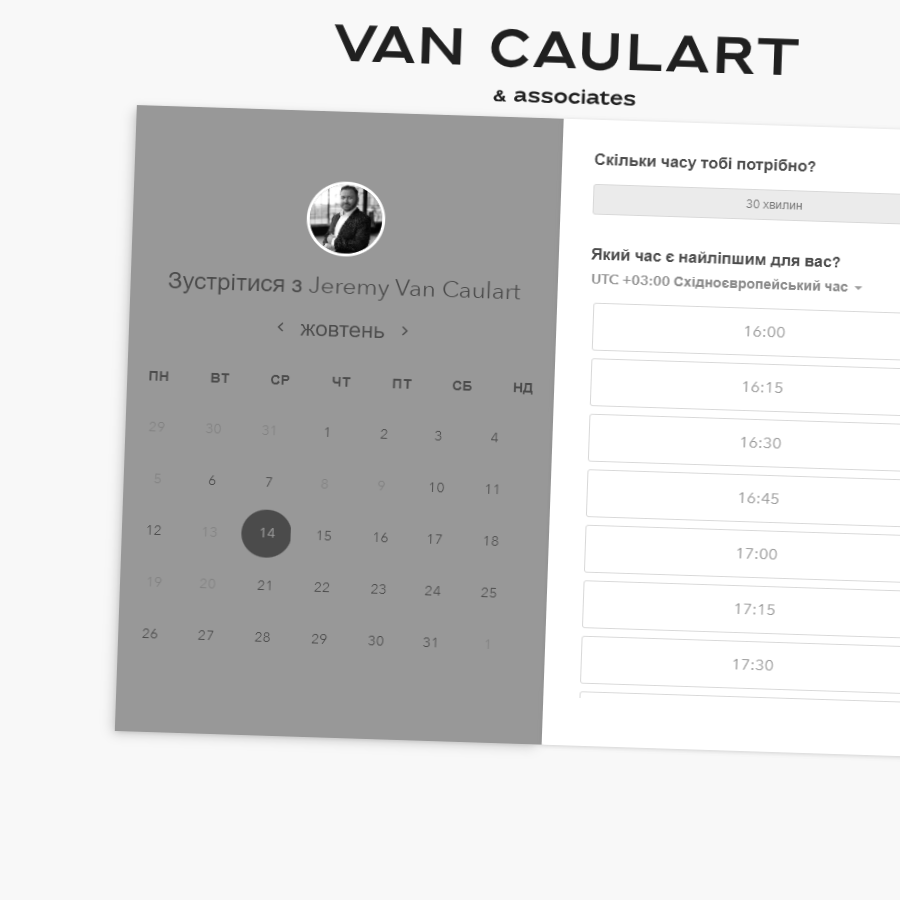 VAN CAULART
& associates
Зустрітися з Jeremy Van Caulart
‹ жовтень ›
ПН ВТ СР ЧТ ПТ СБ НД
29 30 31 1 2 3 4
5 6 7 8 9 10 11
12 13 14 15 16 17 18
19 20 21 22 23 24 25
26 27 28 29 30 31 1
Скільки часу тобі потрібно?
30 хвилин
Який час є найліпшим для вас?
UTC +03:00 Східноєвропейський час
16:00
16:15
16:30
16:45
17:00
17:15
17:30